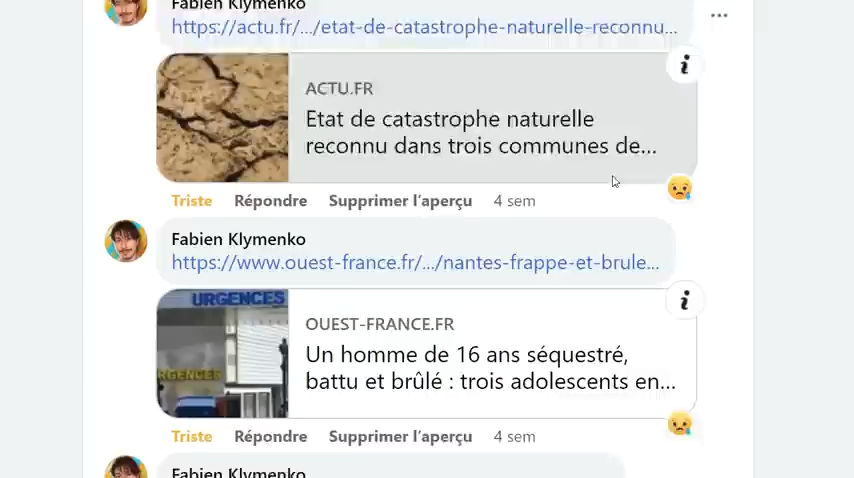 Fabien Klymenko
https://actu.fr/.../etat-de-catastrophe-naturelle-reconnu...
ACTU.FR
Etat de catastrophe naturelle
reconnu dans trois communes de...
Triste Répondre Supprimer l'aperçu 4 sem
Fabien Klymenko
https://www.ouest-france.fr/.../nantes-frappe-et-brule...
URGENCES
RGENCES
OUEST-FRANCE.FR
Un homme de 16 ans séquestré,
battu et brûlé : trois adolescents en...
Triste Répondre Supprimer l'aperçu 4 sem
Fabien Klymenko